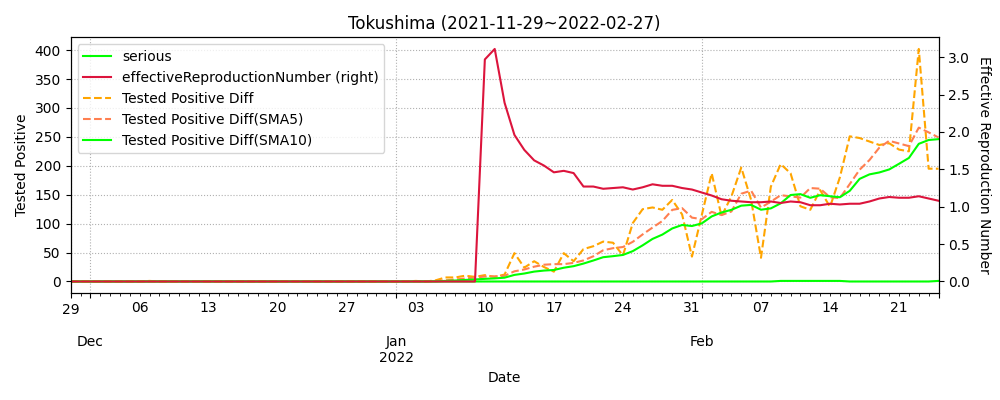 Tokushima (2021-11-29~2022-02-27)
serious
effectiveReproductionNumber (right)
Tested Positive Diff
Tested Positive Diff(SMA5)
Tested Positive Diff(SMA10)
Tested Positive
400
350
300
250
200
150
100
50
0
3.0
2.5
2.0
1.5
1.0
0.5
0.0
Effective Reproduction Number
29 06 13 20 27 03 10 17 24 31 07 14 21
Dec Jan Feb
2022
Date